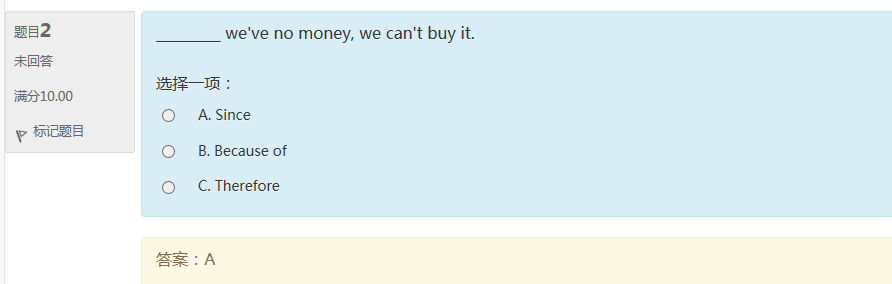 题目2
未回答
满分10.00
标记题目
________ we've no money, we can't buy it.
选择一项：
A. Since
B. Because of
C. Therefore
答案：A